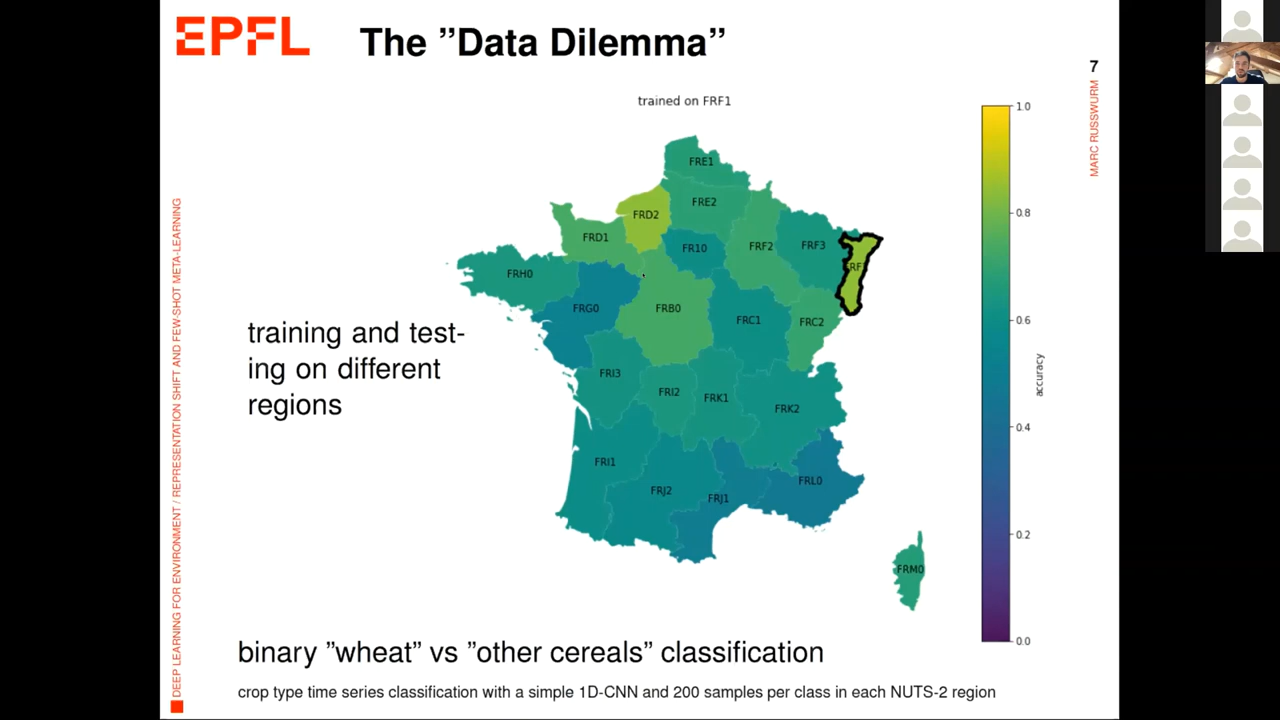 EPFL
The ”Data Dilemma”
7
MARC RUSSWURM
DEEP LEARNING FOR ENVIRONMENT / REPRESENTATION SHIFT AND FEW-SHOT META-LEARNING
trained on FRF1
training and test-
ing on different
regions
FRE1
FRE2
FRD2
FRD1
FR10
FRF2
FRF3
FRH0
FRG0
FRB0
FRC1
FRC2
FRI3
FRI2
FRK1
FRK2
FRI1
FRJ2
FRJ1
FRL0
FRM0
1.0
0.8
0.6
0.4
0.2
0.0
accuracy
binary ”wheat” vs ”other cereals” classification
crop type time series classification with a simple 1D-CNN and 200 samples per class in each NUTS-2 region